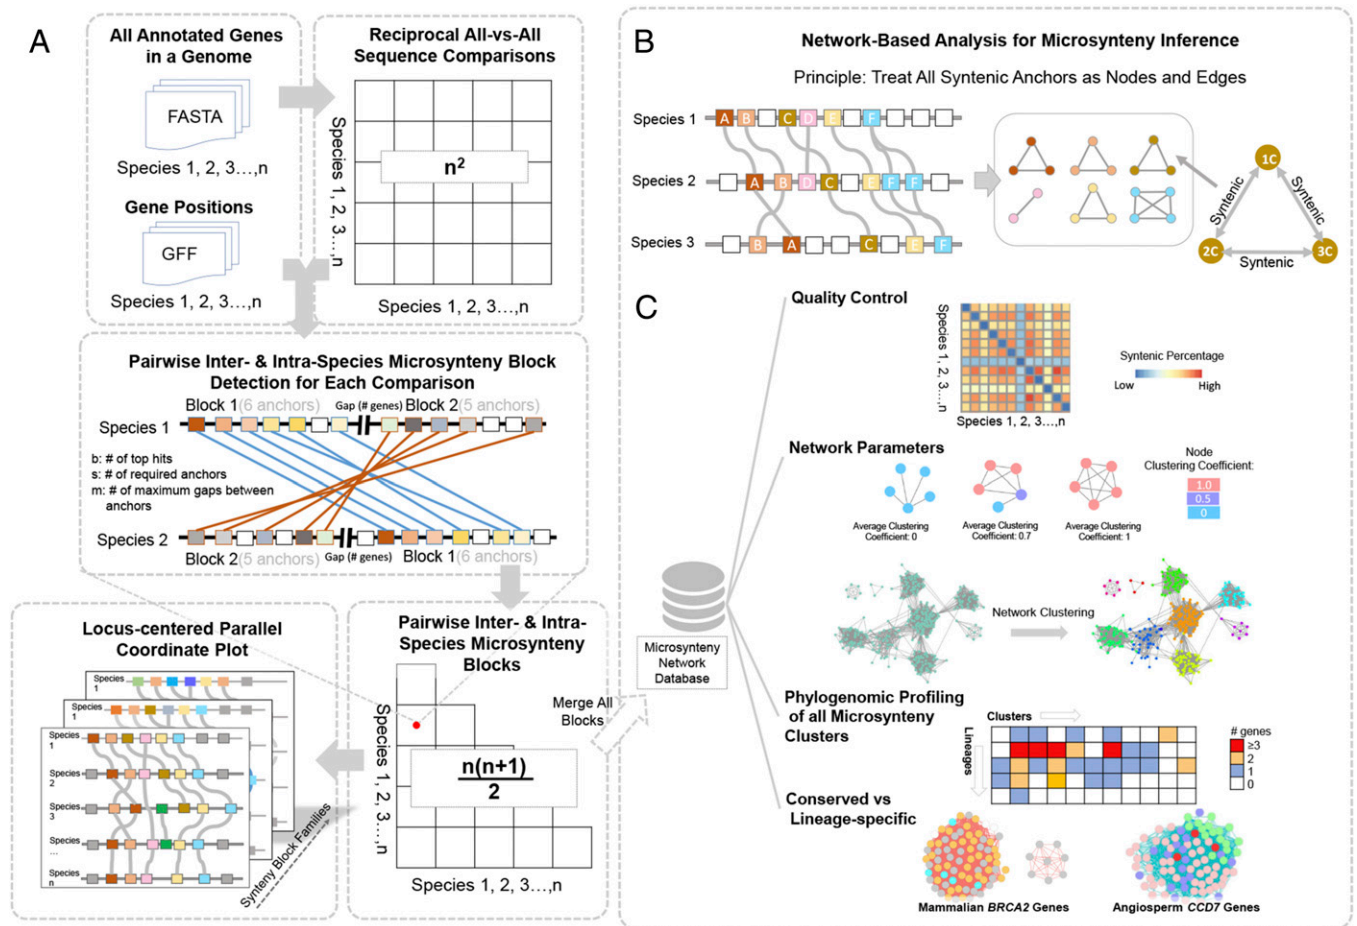 A
All Annotated Genes
in a Genome
FASTA
Species 1, 2, 3...,n
Gene Positions
GFF
Species 1, 2, 3...,n
Reciprocal All-vs-All
Sequence Comparisons
Species 1, 2, 3...,n
n²
Species 1, 2, 3...,n
Pairwise Inter- & Intra-Species Microsynteny Block
Detection for Each Comparison
Block 1(6 anchors) Gap (# genes) Block 2(5 anchors)
Species 1
b: # of top hits
s: # of required anchors
m: # of maximum gaps between
anchors
Species 2
Block 2(5 anchors) Gap (# genes) Block 1(6 anchors)
Locus-centered Parallel
Coordinate Plot
Species
1
Species
1
Species
1
Species
2
Species
3
Species
...
Species
n
Synteny Block Families
Pairwise Inter- & Intra-
Species Microsynteny
Blocks
Species 1, 2, 3...,n
n(n+1)
2
Species 1, 2, 3...,n
Merge All
Blocks
B
Network-Based Analysis for Microsynteny Inference
Principle: Treat All Syntenic Anchors as Nodes and Edges
Species 1 A B C D E F
Species 2 A B D C E F F
Species 3 B A C E F
1C
Syntenic
Syntenic
2C
3C
Syntenic
C
Microsynteny
Network
Database
Quality Control
Species 1, 2, 3...,n
Species 1, 2, 3...,n
Syntenic Percentage
Low High
Network Parameters
Average Clustering
Coefficient: 0
Average Clustering
Coefficient: 0.7
Average Clustering
Coefficient: 1
Node
Clustering Coefficient:
1.0
0.5
0
Network Clustering
Phylogenomic Profiling
of all Microsynteny
Clusters
Clusters
Lineages
# genes
≥3
2
1
0
Conserved vs
Lineage-specific
Mammalian BRCA2 Genes
Angiosperm CCD7 Genes